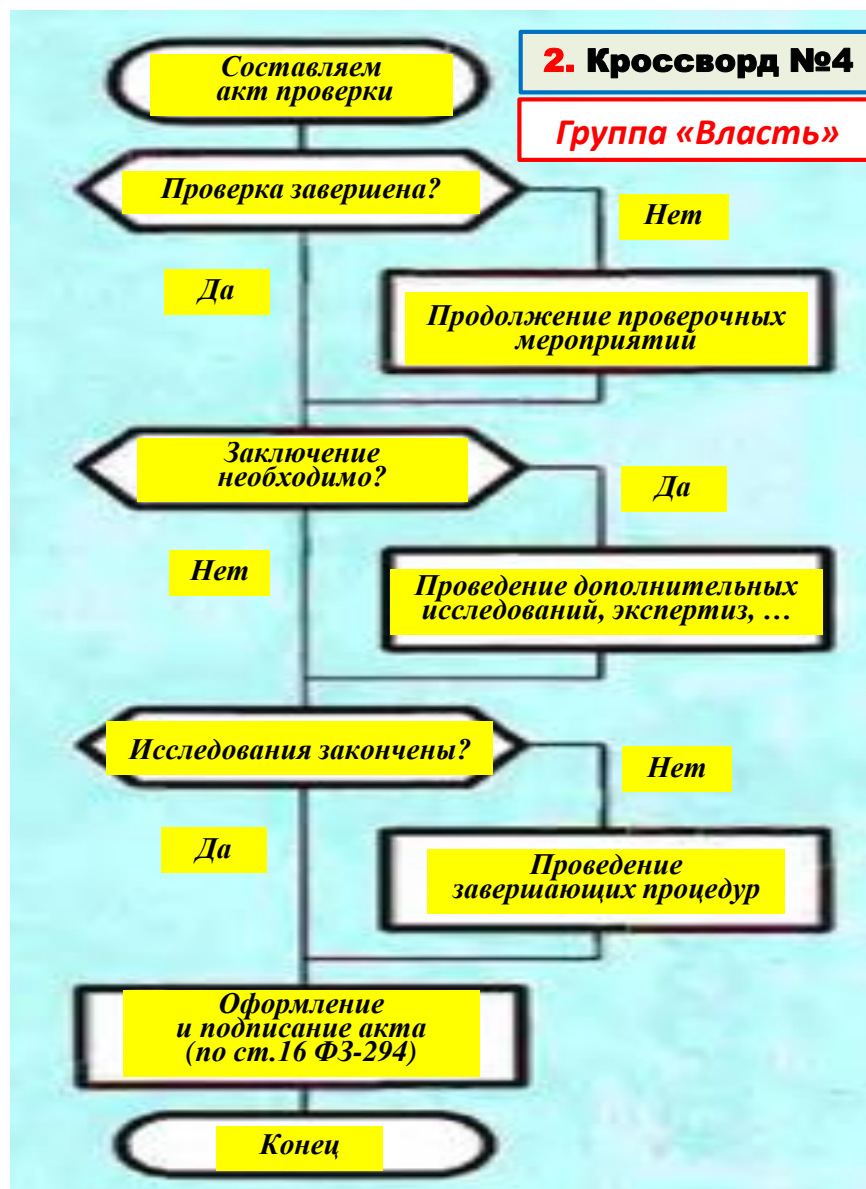 2. Кроссворд №4
Группа «Власть»
Составляем
акт проверки
Проверка завершена?
Нет
Да
Продолжение проверочных
мероприятий
Заключение
необходимо?
Да
Нет
Проведение дополнительных
исследований, экспертиз, …
Исследования закончены?
Нет
Да
Проведение
завершающих процедур
Оформление
и подписание акта
(по ст.16 ФЗ-294)
Конец